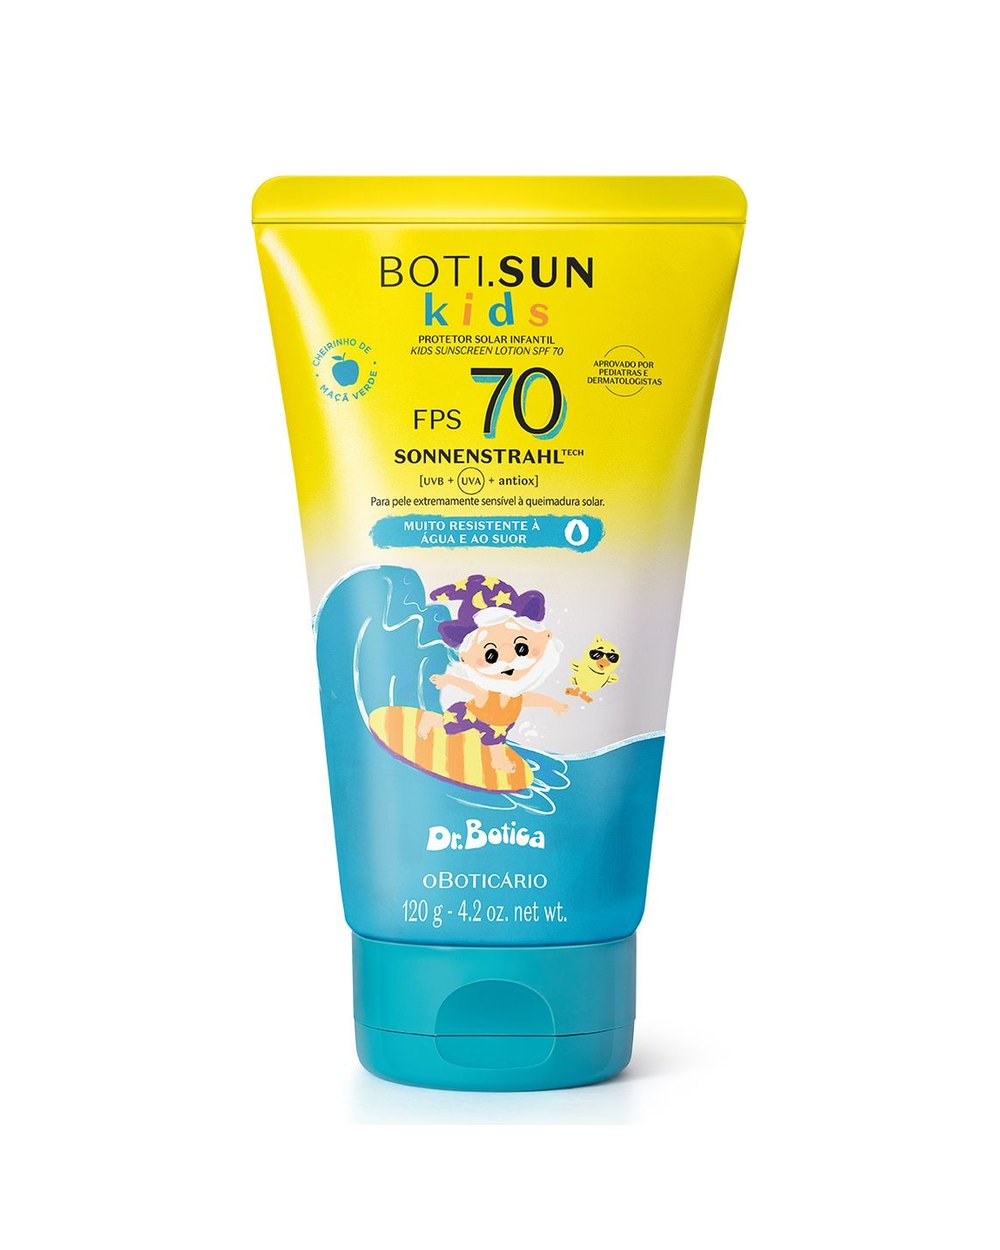 BOTI.SUN
kids
PROTETOR SOLAR INFANTIL
KIDS SUNSCREEN LOTION SPF 70
CHEIRINHO DE
MAÇÃ VERDE
APROVADO POR
PEDIATRAS E
DERMATOLOGISTAS
FPS 70
SONNENSTRAHL TECH
[UVB + UVA + antiox]
Para pele extremamente sensível à queimadura solar.
MUITO RESISTENTE À
ÁGUA E AO SUOR
Dr.Botica
oBOTICÁRIO
120 g - 4.2 oz. net wt.